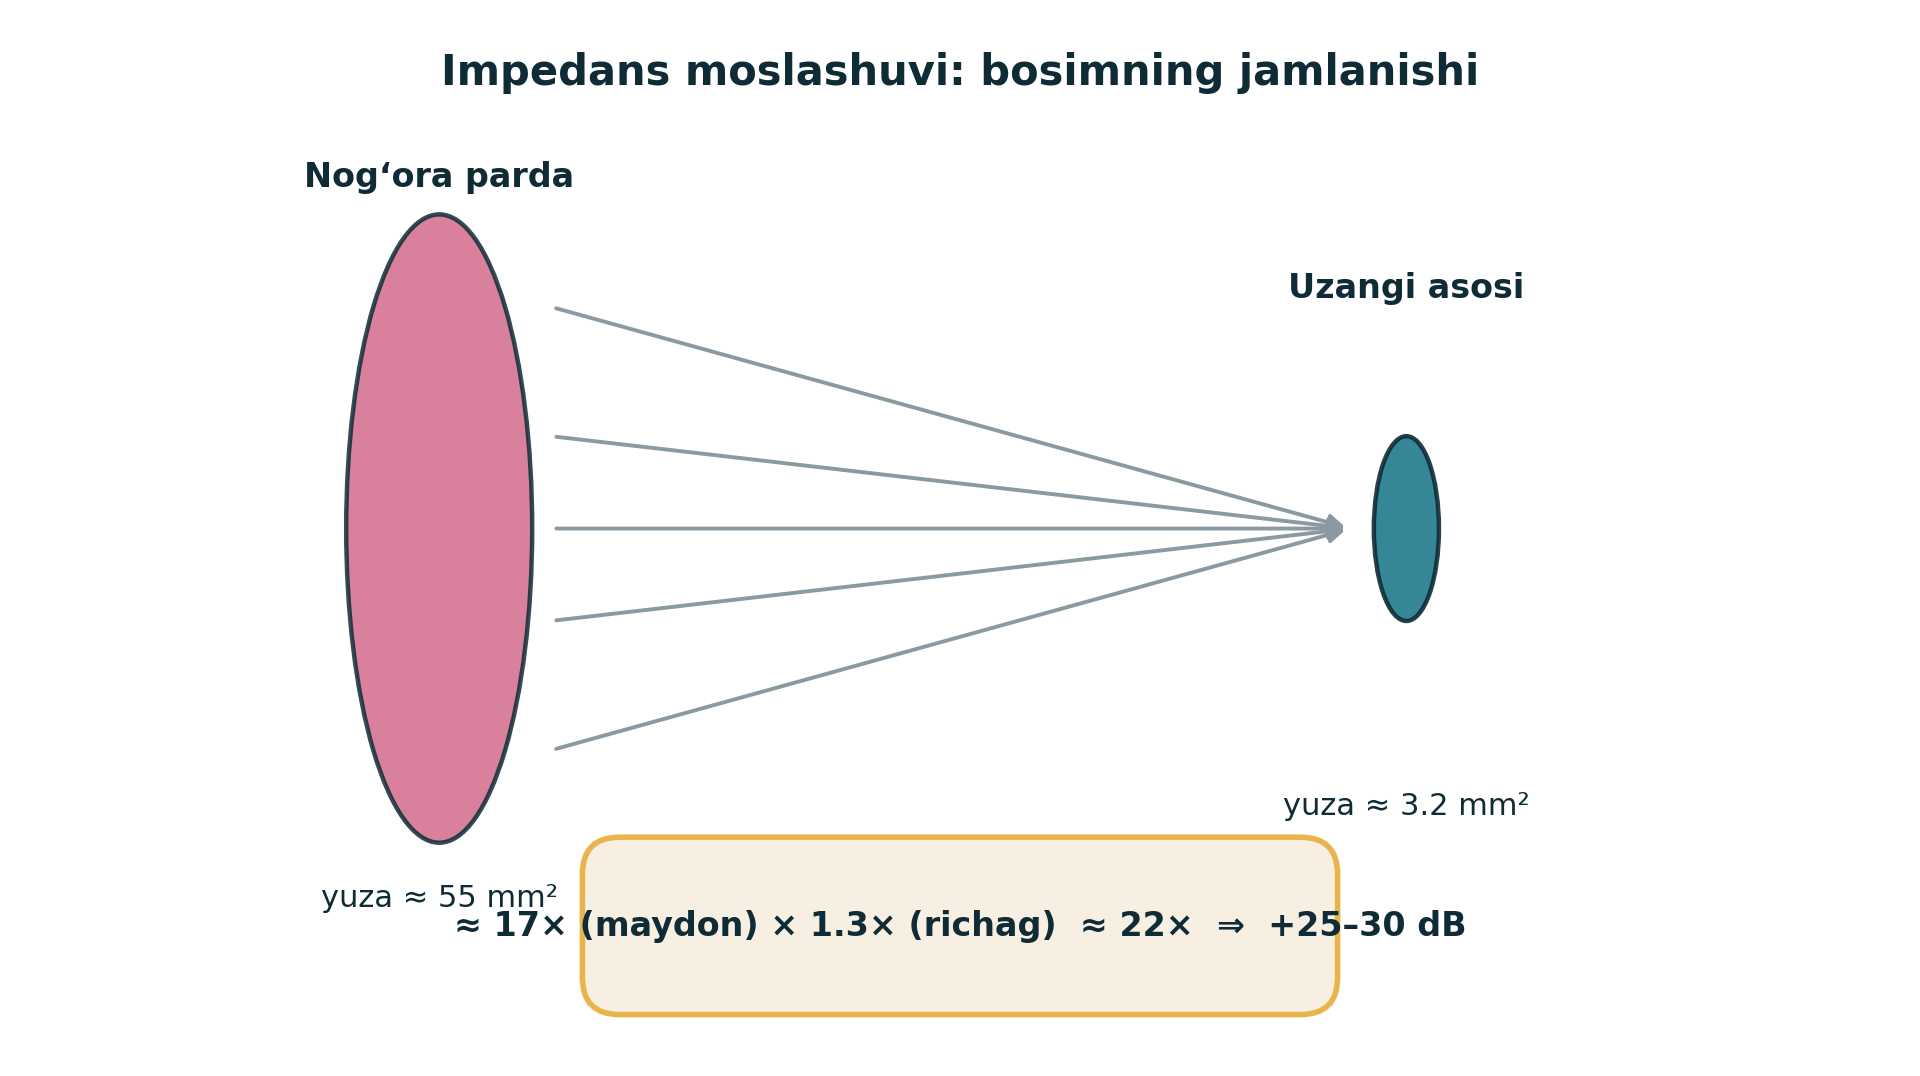 Impedans moslashuvi: bosimning jamlanishi
Nog‘ora parda
Uzangi asosi
yuza ≈ 3.2 mm²
yuza ≈ 55 mm²
≈ 17× (maydon) × 1.3× (richag) ≈ 22× ⇒ +25–30 dB